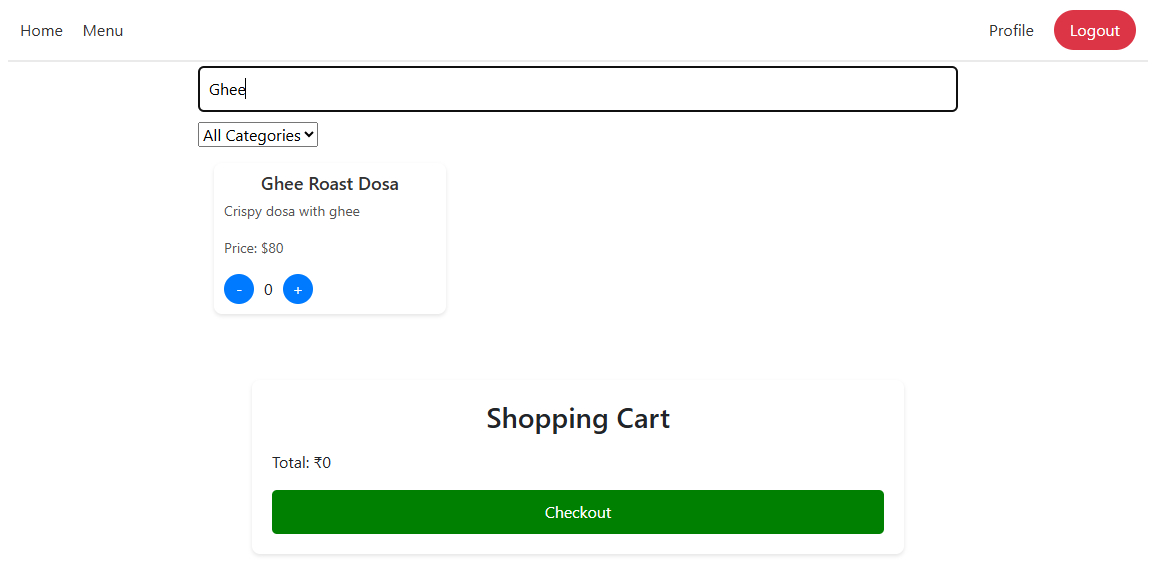 Home Menu Profile Logout
Ghee
All Categories
Ghee Roast Dosa
Crispy dosa with ghee
Price: $80
- 0 +
Shopping Cart
Total: ₹0
Checkout